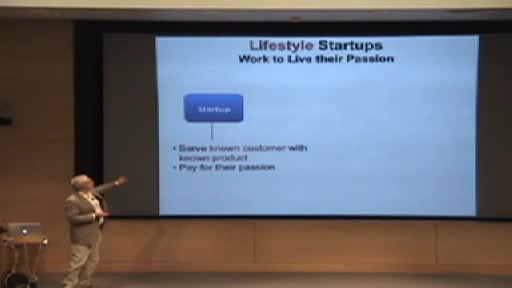 Lifestyle Startups
Work to Live their Passion
Startup
• Serve known customer with
known product
• Pay for their passion